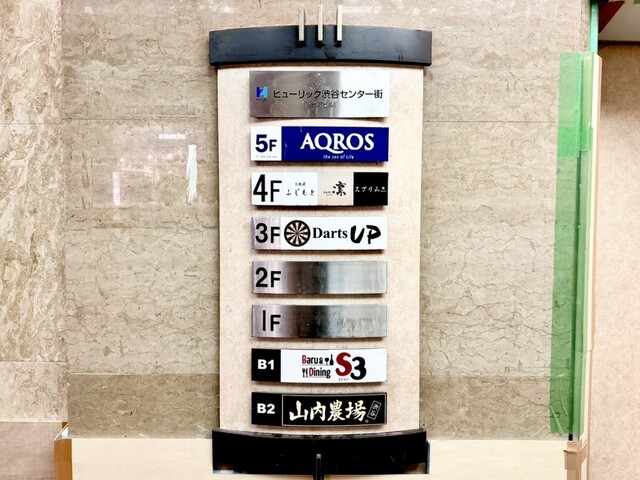 ヒューリック渋谷センター街
5F AQROS
the sea of life
4F ふじもと 凛 スプリムス
3F Darts UP
2F
1F
B1 Baru& Dining S3
B2 山内農場 渋谷